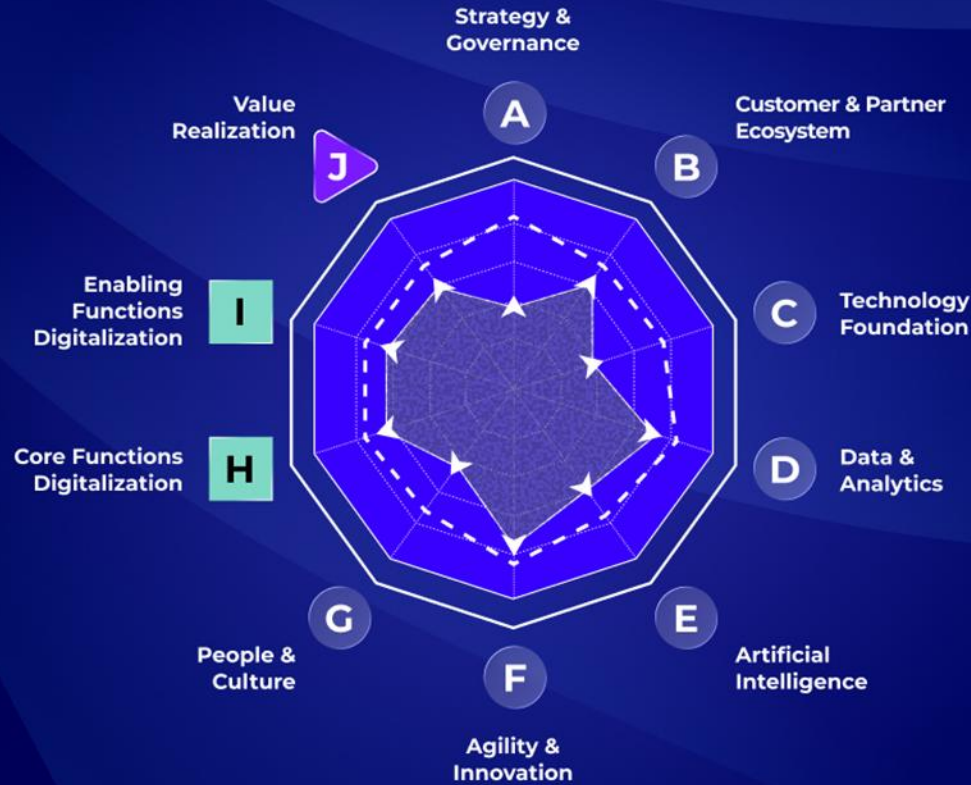 Strategy &
Governance
A
Customer & Partner
Ecosystem
B
Technology
Foundation
C
Data &
Analytics
D
Artificial
Intelligence
E
Agility &
Innovation
F
People &
Culture
G
Core Functions
Digitalization
H
Enabling
Functions
Digitalization
I
Value
Realization
J